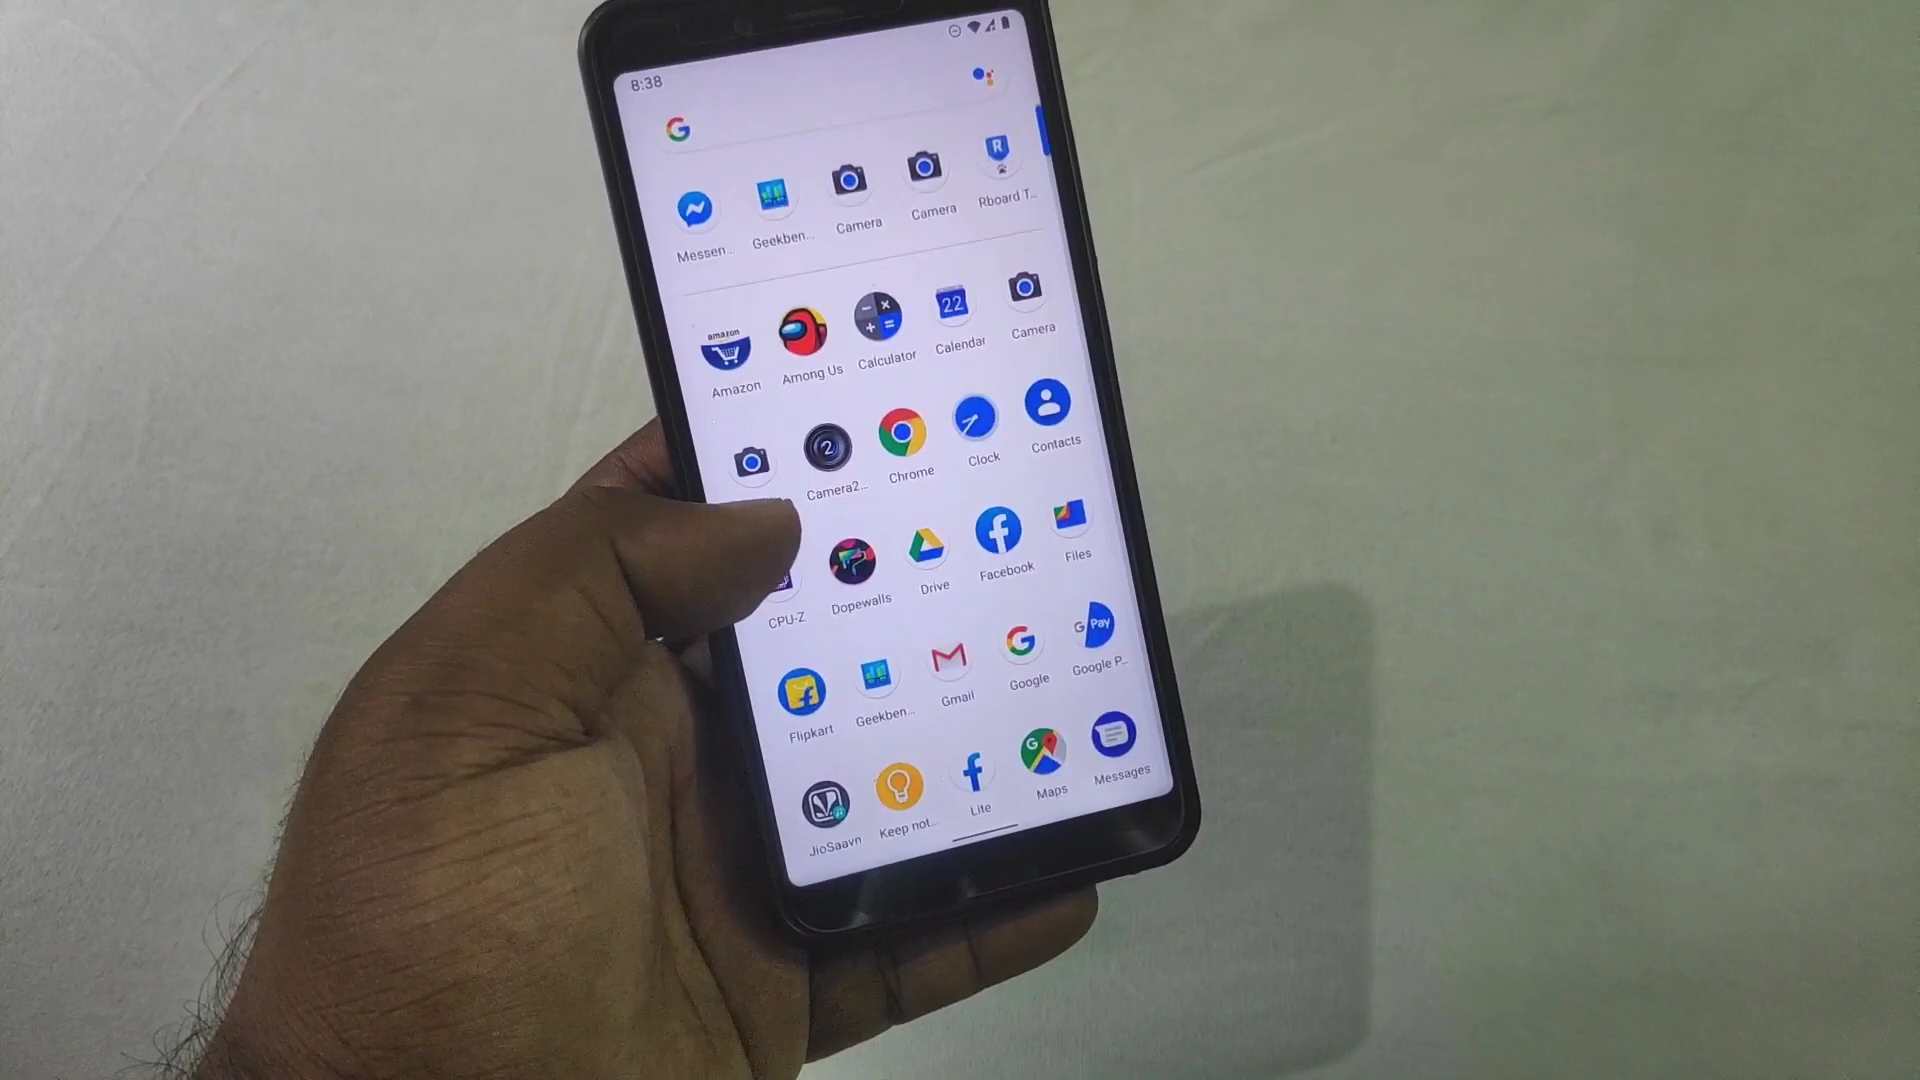 8:38
Messen...
Geekben...
Camera
Camera
Rboard T...
amazon
22
Amazon
Among Us
Calculator
Calendar
Camera
2
Camera2...
Chrome
Clock
Contacts
CPU-Z
Dopewalls
Drive
Facebook
Files
G Pay
Flipkart
Geekben...
Gmail
Google
Google P...
JioSaavn
Keep not...
Lite
Maps
Messages